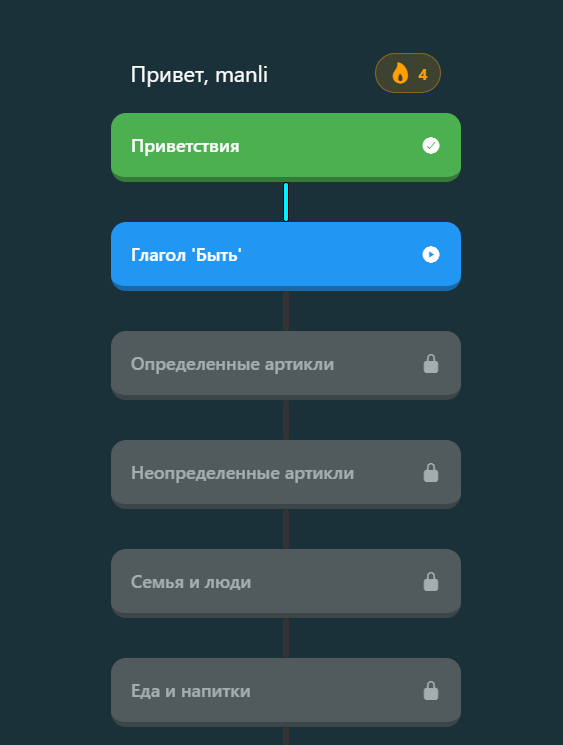 Привет, manli
4
Приветствия
Глагол 'Быть'
Определенные артикли
Неопределенные артикли
Семья и люди
Еда и напитки